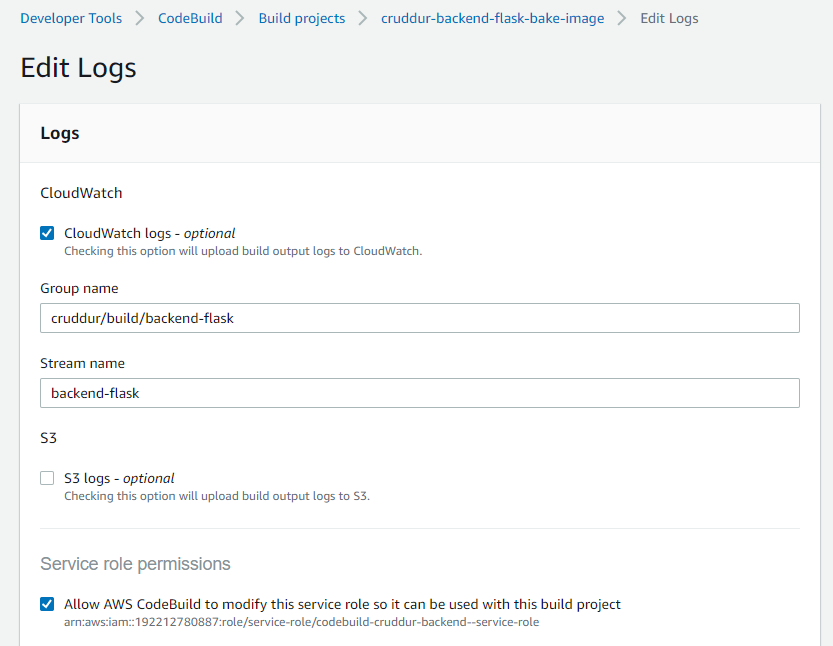 Developer Tools > CodeBuild > Build projects > cruddur-backend-flask-bake-image > Edit Logs
Edit Logs
Logs
CloudWatch
CloudWatch logs - optional
Checking this option will upload build output logs to CloudWatch.
Group name
cruddur/build/backend-flask
Stream name
backend-flask
S3
S3 logs - optional
Checking this option will upload build output logs to S3.
Service role permissions
Allow AWS CodeBuild to modify this service role so it can be used with this build project
arn:aws:iam::192212780887:role/service-role/codebuild-cruddur-backend--service-role